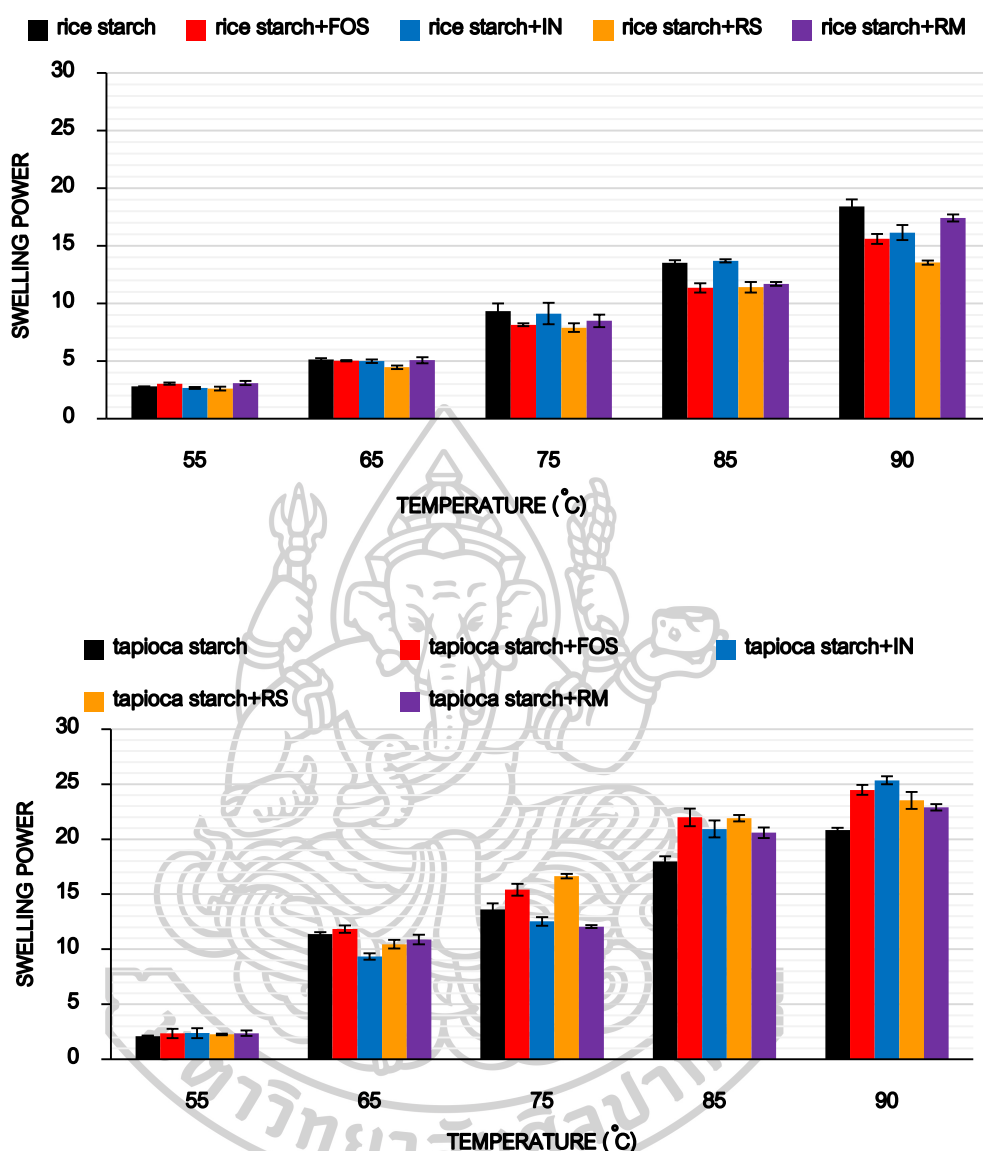 rice starch rice starch+FOS rice starch+IN rice starch+RS rice starch+RM
30
25
20
15
10
5
0
SWELLING POWER
55 65 75 85 90
TEMPERATURE (°C)
tapioca starch tapioca starch+FOS tapioca starch+IN
tapioca starch+RS tapioca starch+RM
30
25
20
15
10
5
0
SWELLING POWER
55 65 75 85 90
TEMPERATURE (°C)